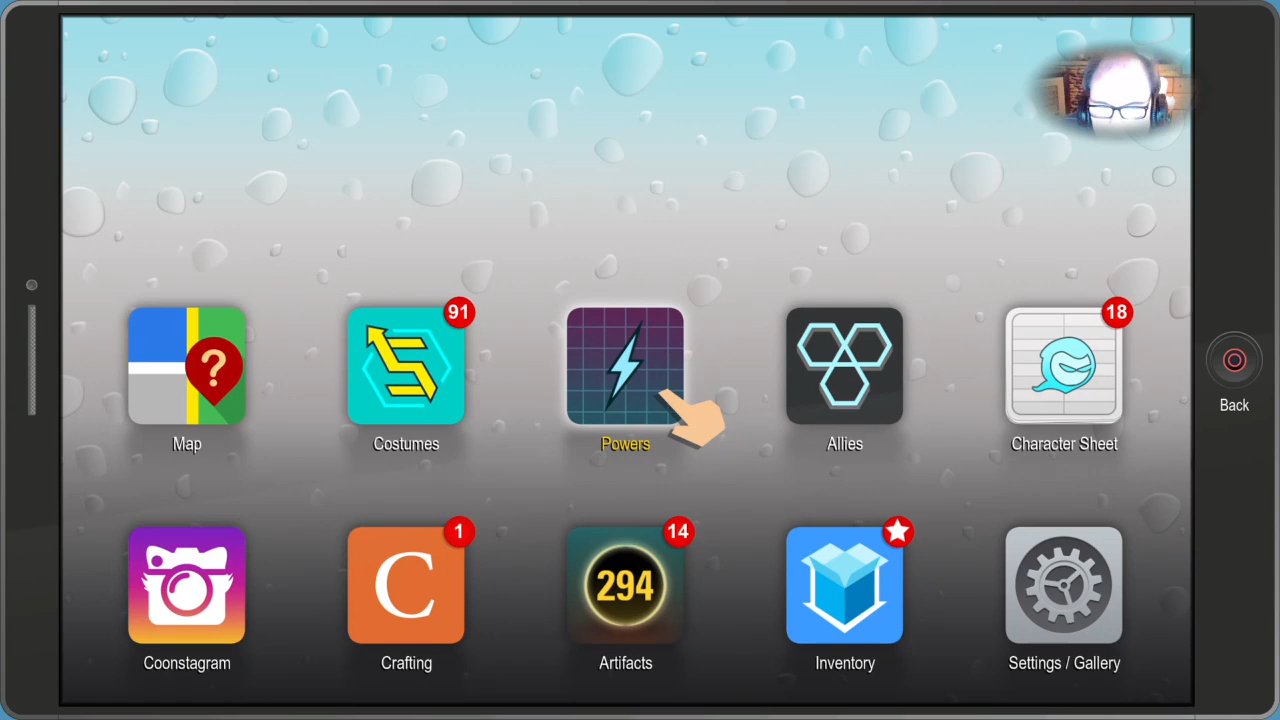 91
18
?
Map
Costumes
Powers
Allies
Character Sheet
Back
1
14
C
294
Coonstagram
Crafting
Artifacts
Inventory
Settings / Gallery